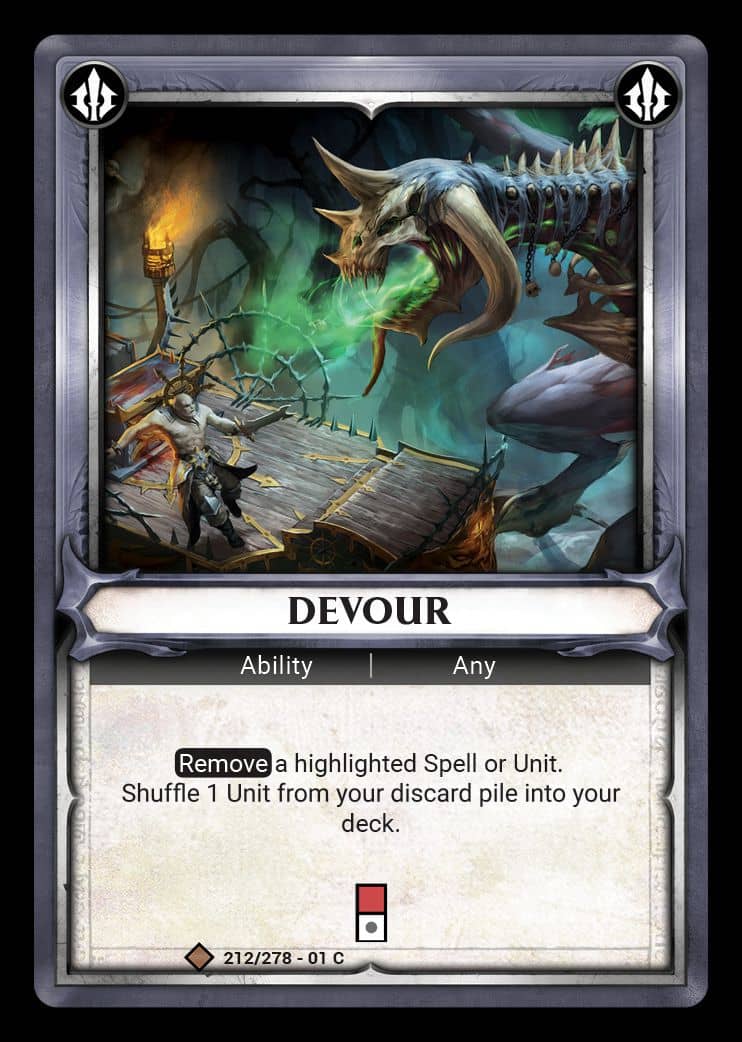 DEVOUR
Ability | Any
Remove a highlighted Spell or Unit.
Shuffle 1 Unit from your discard pile into your
deck.
212/278 - 01 C